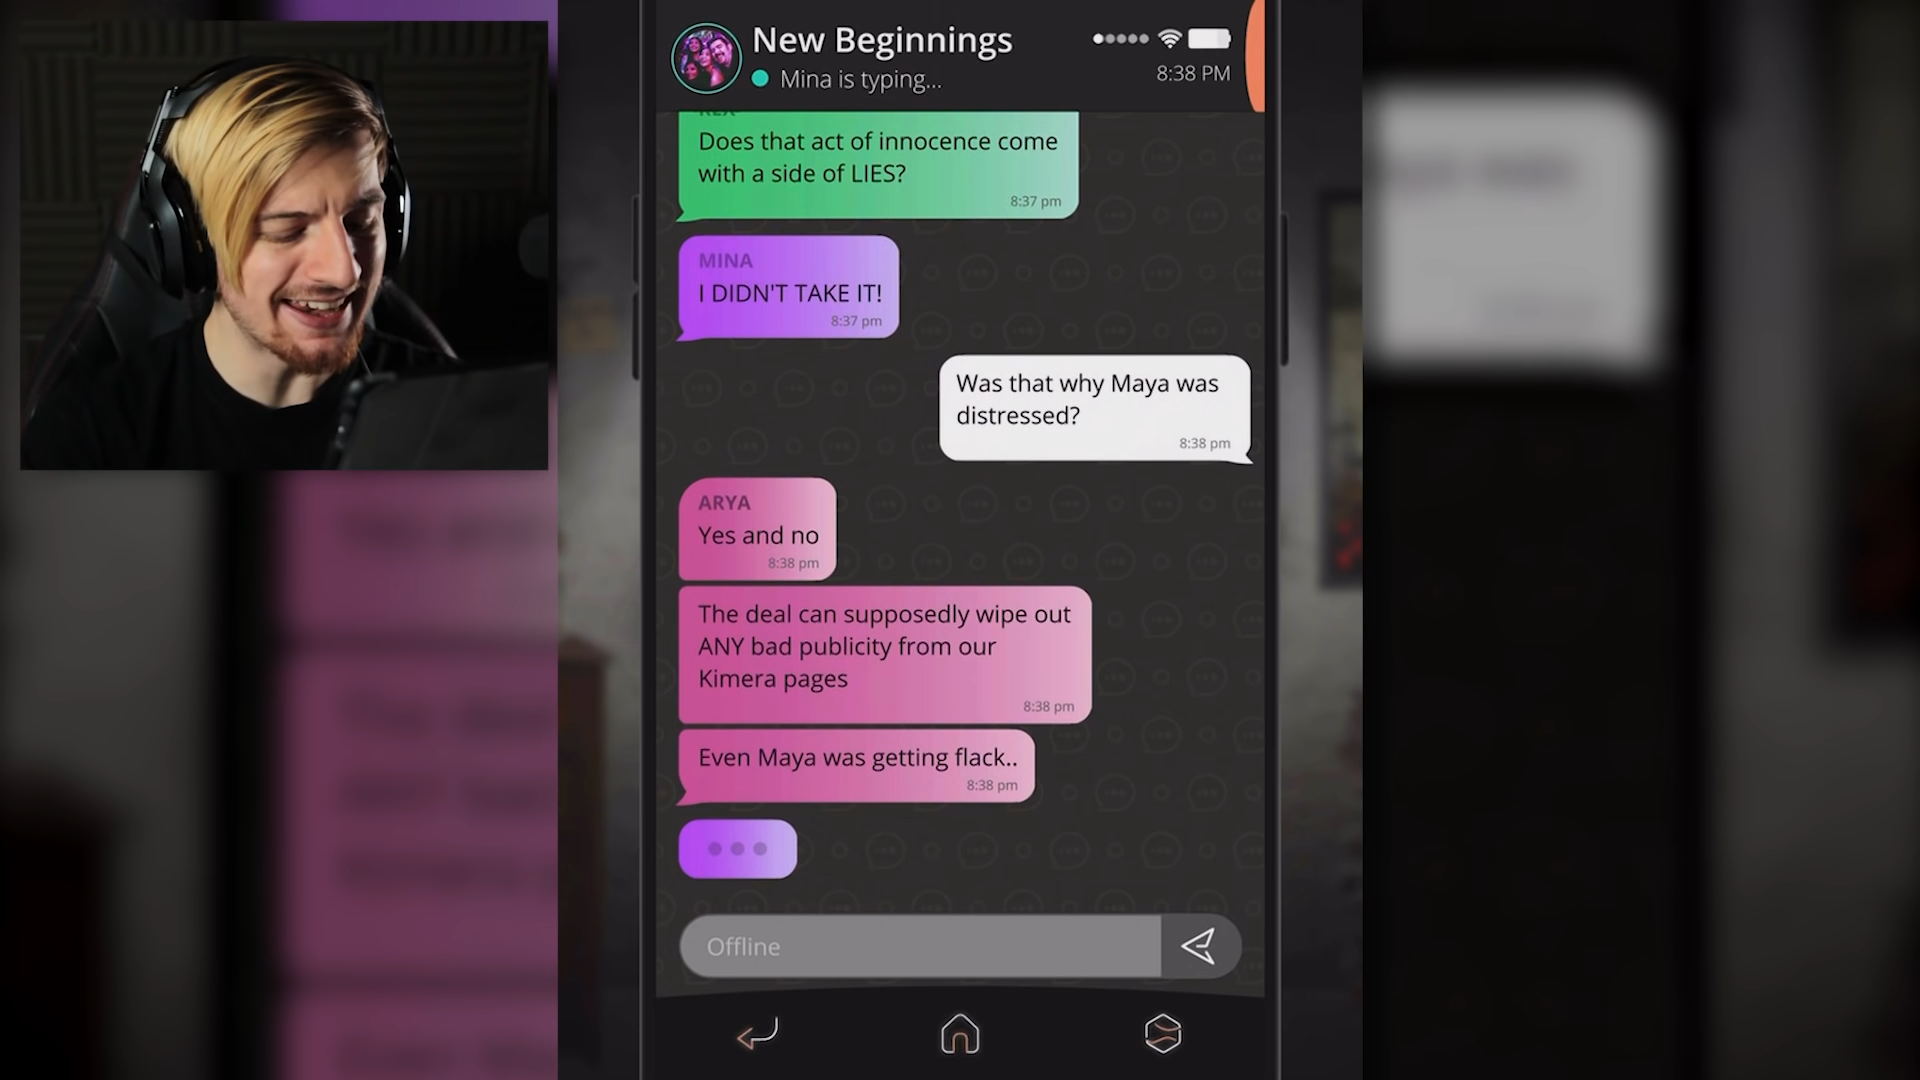 New Beginnings
Mina is typing...
8:38 PM
Does that act of innocence come
with a side of LIES?
8:37 pm
MINA
I DIDN'T TAKE IT!
8:37 pm
Was that why Maya was
distressed?
8:38 pm
ARYA
Yes and no
8:38 pm
The deal can supposedly wipe out
ANY bad publicity from our
Kimera pages
8:38 pm
Even Maya was getting flack..
8:38 pm
Offline